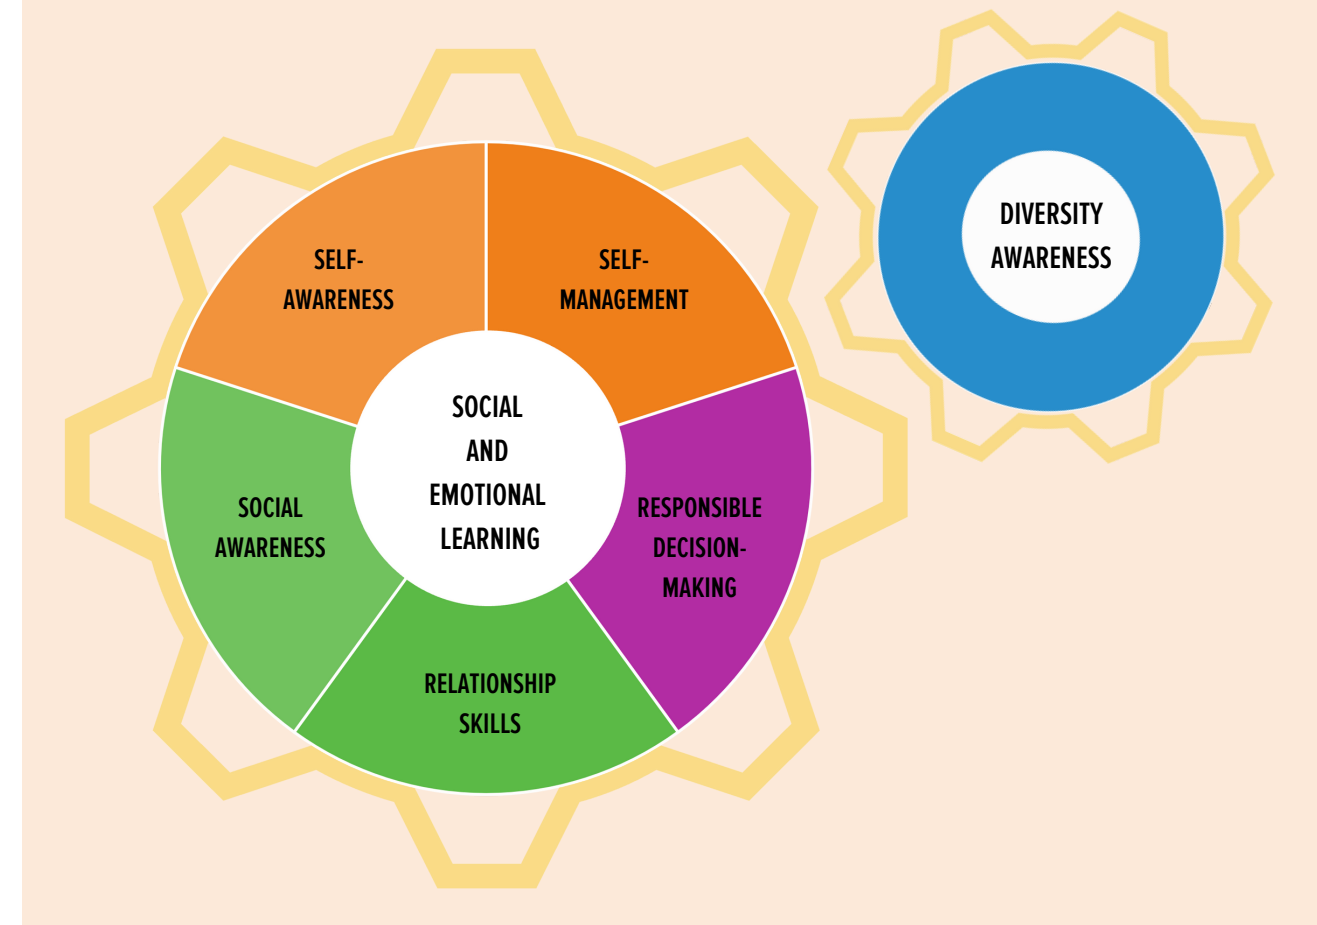 DIVERSITY
AWARENESS
SELF-
AWARENESS
SELF-
MANAGEMENT
SOCIAL
AND
EMOTIONAL
LEARNING
SOCIAL
AWARENESS
RESPONSIBLE
DECISION-
MAKING
RELATIONSHIP
SKILLS